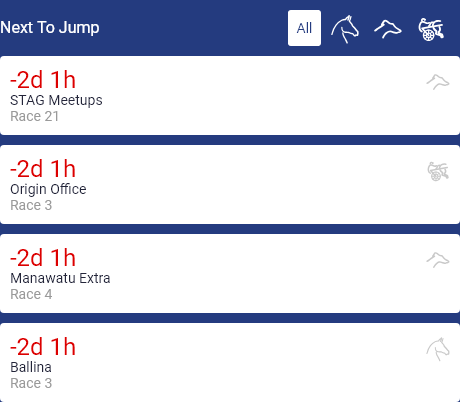 Next To Jump
All
-2d 1h
STAG Meetups
Race 21
-2d 1h
Origin Office
Race 3
-2d 1h
Manawatu Extra
Race 4
-2d 1h
Ballina
Race 3